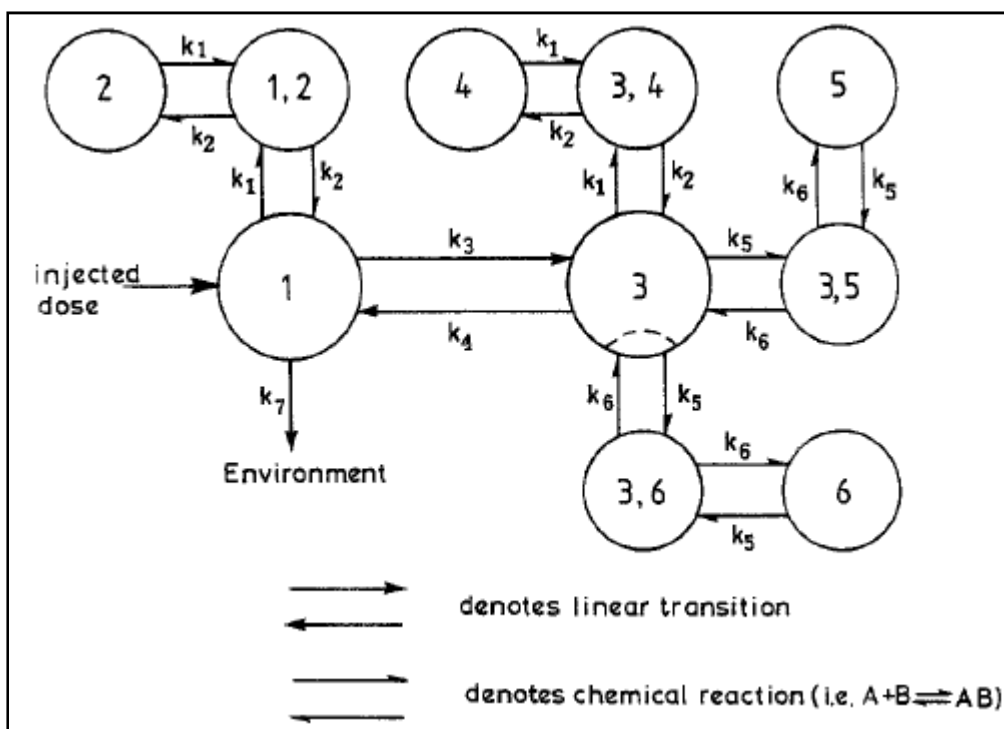 k1
k1
2
1, 2
4
3, 4
5
k2
k2
k1
k2
k1
k2
k6
k5
k3
k5
injected
dose
1
3
3,5
k4
k6
k7
k6
k5
Environment
k6
3,6
6
k5
denotes linear transition
denotes chemical reaction (i.e. A+B⇌AB)